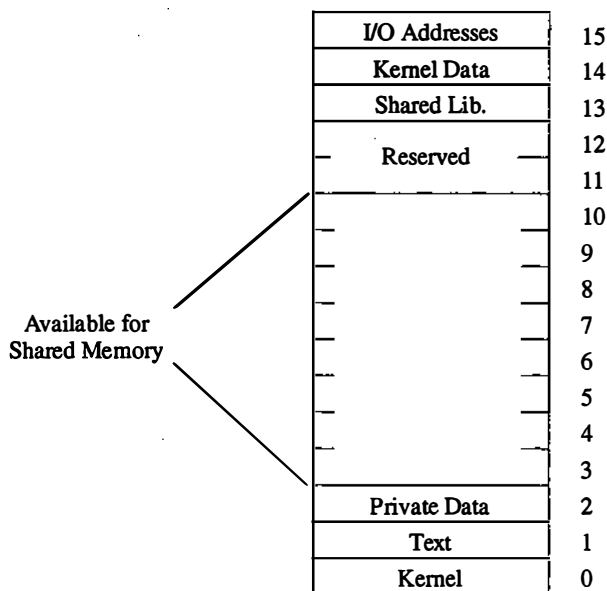 I/O Addresses 15
Kernel Data 14
Shared Lib. 13
12
Reserved
11
10
9
8
7
Available for
Shared Memory
6
5
4
3
Private Data 2
Text 1
Kernel 0